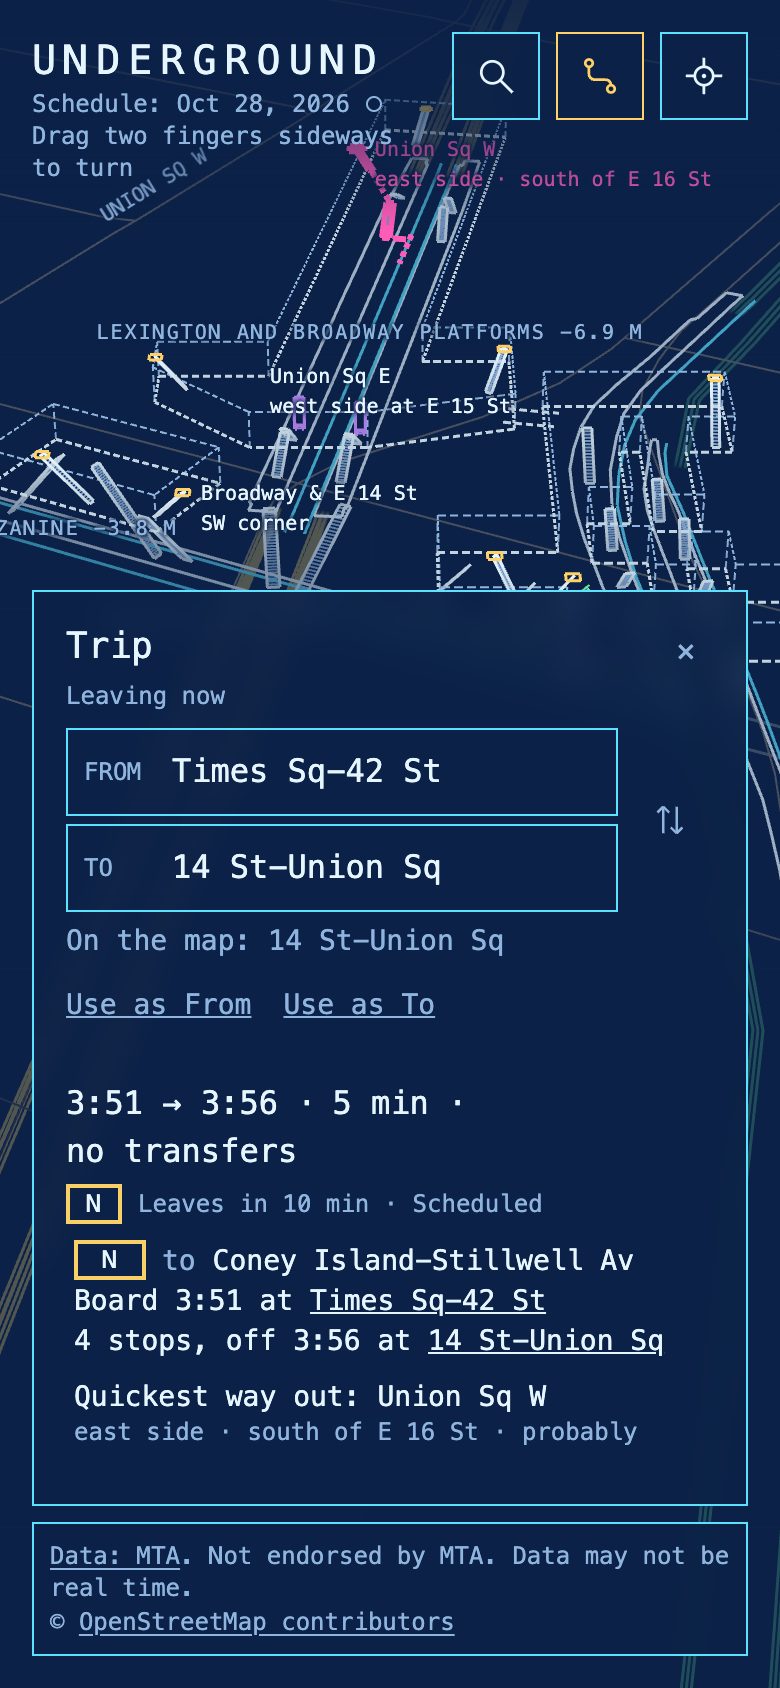 UNDERGROUND
Schedule: Oct 28, 2026
Drag two fingers sideways
to turn
UNION SQ W
Union Sq W
east side · south of E 16 St
LEXINGTON AND BROADWAY PLATFORMS −6.9 M
Union Sq E
west side at E 15 St
Broadway & E 14 St
SW corner
ZANINE −3.8 M
Trip
×
Leaving now
FROM Times Sq–42 St
TO 14 St–Union Sq
On the map: 14 St–Union Sq
Use as From Use as To
3:51 → 3:56 · 5 min ·
no transfers
N Leaves in 10 min · Scheduled
N to Coney Island–Stillwell Av
Board 3:51 at Times Sq–42 St
4 stops, off 3:56 at 14 St–Union Sq
Quickest way out: Union Sq W
east side · south of E 16 St · probably
Data: MTA. Not endorsed by MTA. Data may not be
real time.
© OpenStreetMap contributors